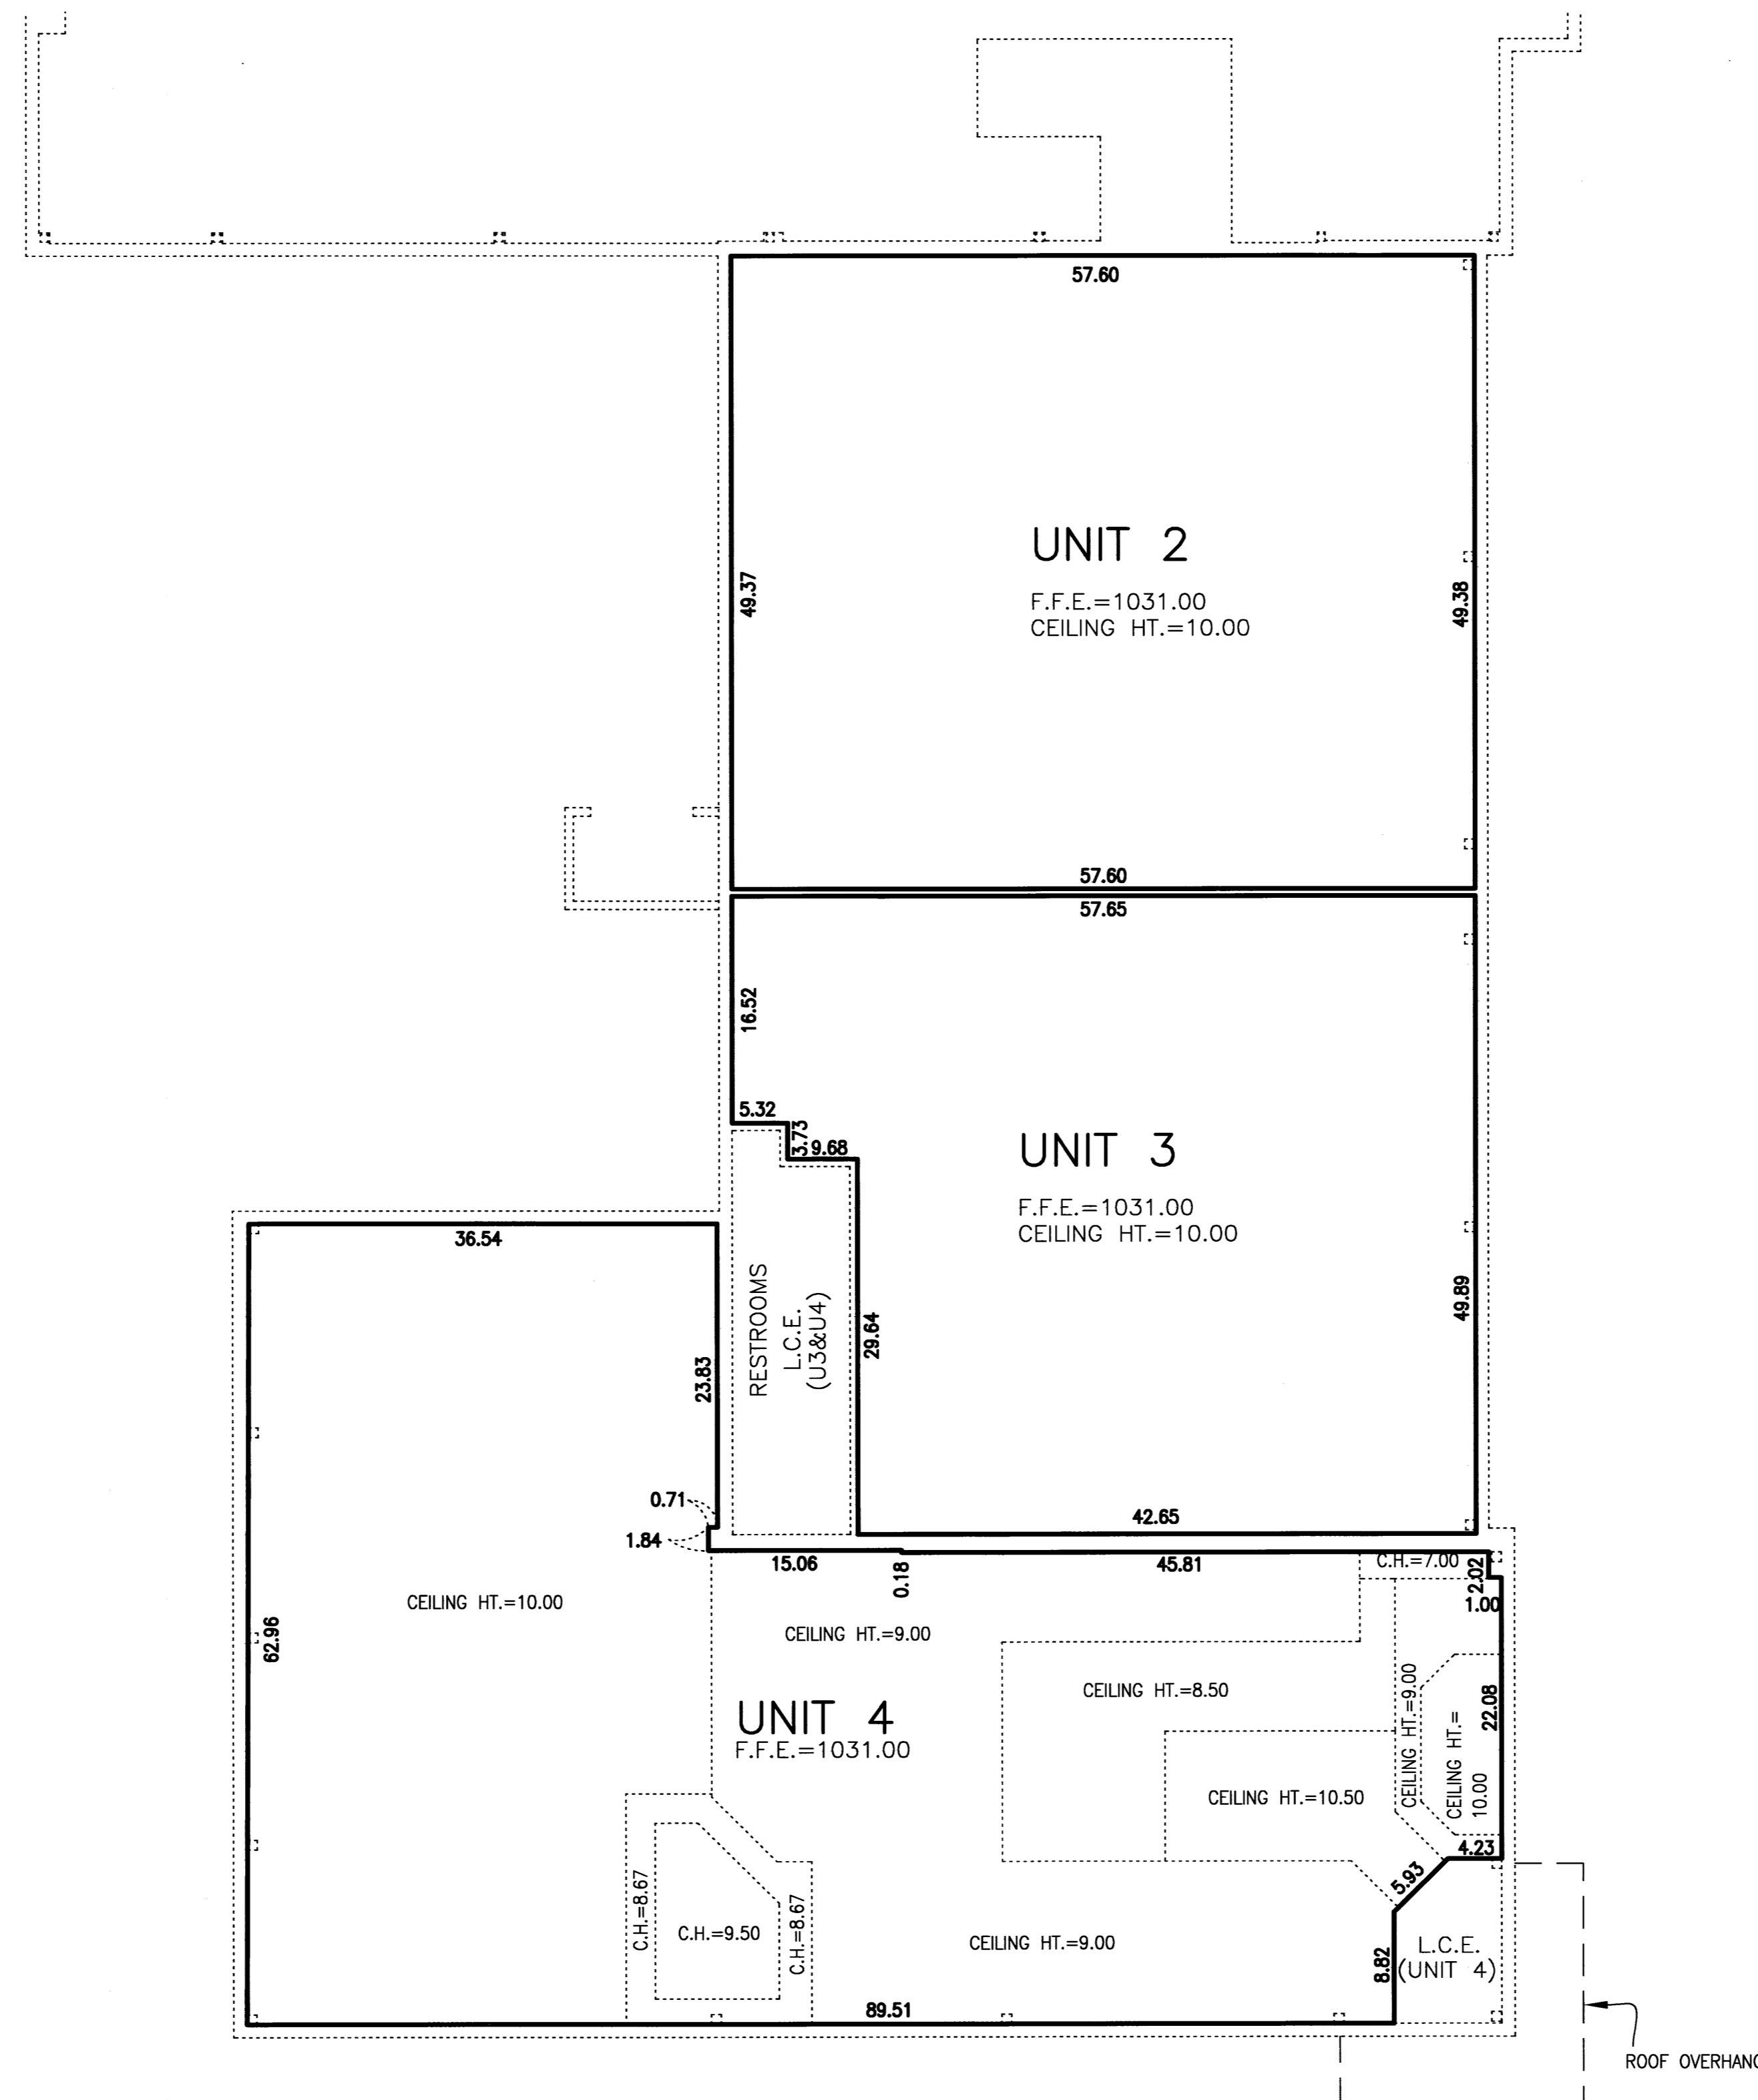 57.60
UNIT 2
F.F.E.=1031.00
CEILING HT.=10.00
49.37
49.38
57.60
57.65
16.52
5.32
3.73
9.68
UNIT 3
F.F.E.=1031.00
CEILING HT.=10.00
49.89
29.64
42.65
RESTROOMS
L.C.E.
(U3&U4)
36.54
23.83
0.71
1.84
15.06
0.18
45.81
C.H.=7.00
2.02
1.00
CEILING HT.=10.00
62.96
CEILING HT.=9.00
CEILING HT.=8.50
CEILING HT.=9.00
CEILING HT.=
10.00
22.08
UNIT 4
F.F.E.=1031.00
CEILING HT.=10.50
4.23
5.93
C.H.=8.67
C.H.=9.50
C.H.=8.67
CEILING HT.=9.00
8.82
L.C.E.
(UNIT 4)
89.51
ROOF OVERHANG